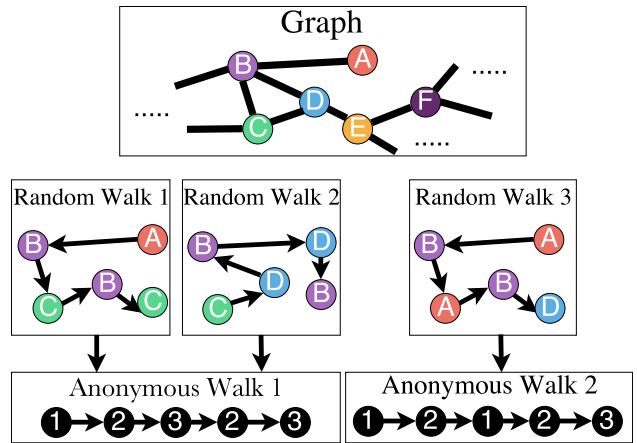 Graph
B A
..... D .....
C E F
.....
Random Walk 1 Random Walk 2 Random Walk 3
B A
C B C
B D
C D B
B A
A B D
Anonymous Walk 1 Anonymous Walk 2
1 2 3 2 3
1 2 1 2 3